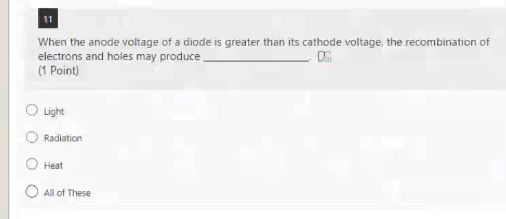 11
When the anode voltage of a diode is greater than its cathode voltage, the recombination of
electrons and holes may produce ____________________.
(1 Point)
Light
Radiation
Heat
All of These